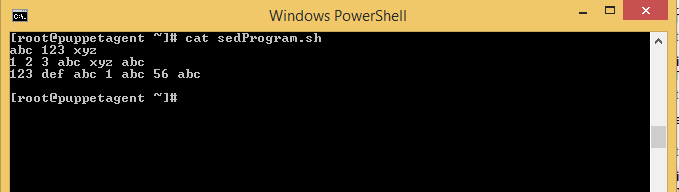 Windows PowerShell
[root@puppetagent ~]# cat sedProgram.sh
abc 123 xyz
1 2 3 abc xyz abc
123 def abc 1 abc 56 abc
[root@puppetagent ~]#